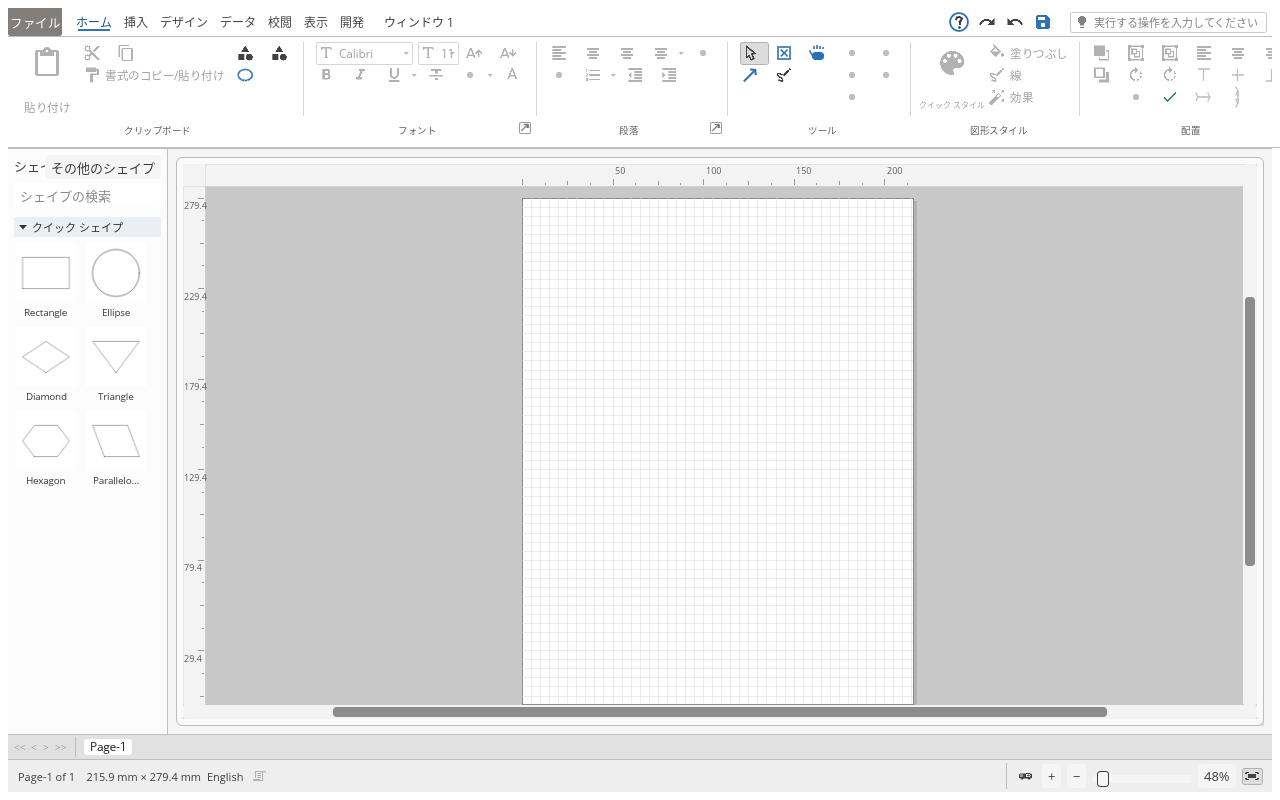 ファイル ホーム 挿入 デザイン データ 校閲 表示 開発 ウィンドウ 1 実行する操作を入力してください
Calibri 11 塗りつぶし
書式のコピー/貼り付け 線
貼り付け クイック スタイル 効果
クリップボード フォント 段落 ツール 図形スタイル 配置
その他のシェイプ
シェイプの検索
クイック シェイプ
Rectangle Ellipse
Diamond Triangle
Hexagon Parallelo...
50 100 150 200
279.4
229.4
179.4
129.4
79.4
29.4
<< < > >> Page-1
Page-1 of 1 215.9 mm × 279.4 mm English + − 48%